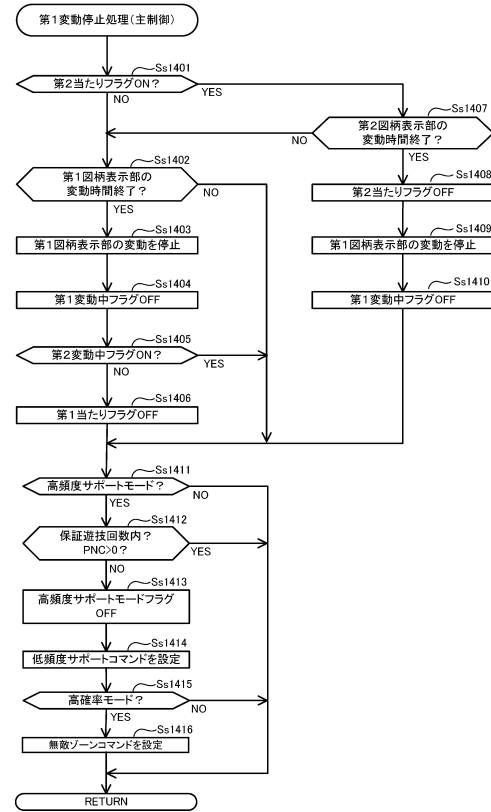 第1変動停止処理(主制御)
Ss1401
第2当たりフラグON?
YES
NO
Ss1407
第2図柄表示部の
変動時間終了?
NO
YES
Ss1402
第1図柄表示部の
変動時間終了?
NO
YES
Ss1408
第2当たりフラグOFF
Ss1403
第1図柄表示部の変動を停止
Ss1409
第1図柄表示部の変動を停止
Ss1404
第1変動中フラグOFF
Ss1410
第1変動中フラグOFF
Ss1405
第2変動中フラグON?
YES
NO
Ss1406
第1当たりフラグOFF
Ss1411
高頻度サポートモード?
NO
YES
Ss1412
保証遊技回数内?
PNC>0?
YES
NO
Ss1413
高頻度サポートモードフラグ
OFF
Ss1414
低頻度サポートコマンドを設定
Ss1415
高確率モード?
NO
YES
Ss1416
無敵ゾーンコマンドを設定
RETURN